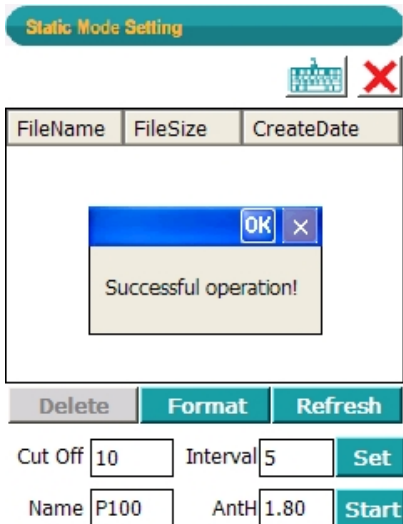 Static Mode Setting
FileName FileSize CreateDate
OK
Successful operation!
Delete Format Refresh
Cut Off 10 Interval 5 Set
Name P100 AntH 1.80 Start